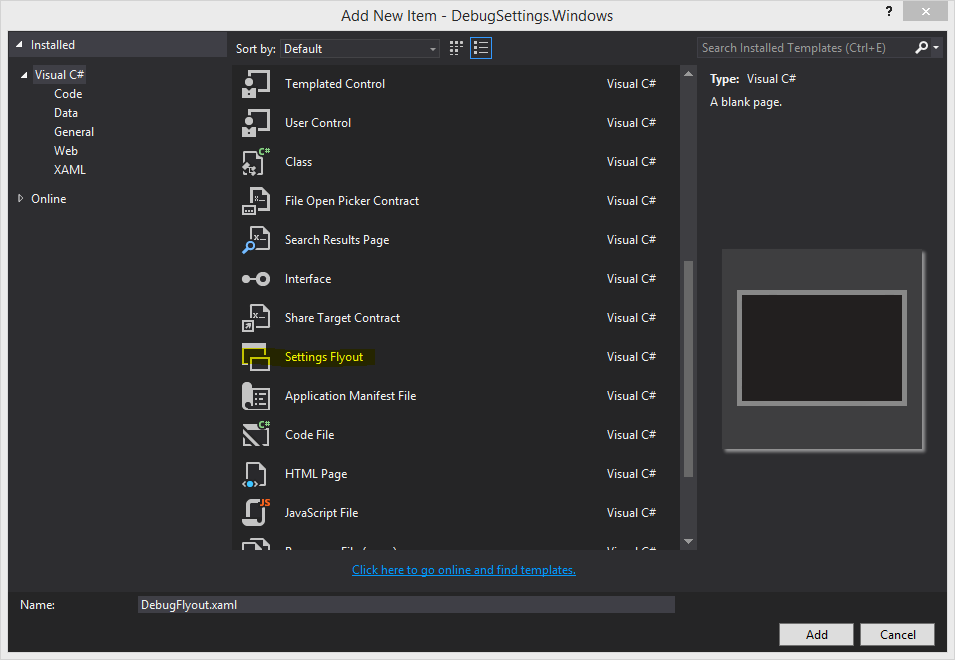 Add New Item - DebugSettings.Windows
?
Installed
Sort by: Default
Search Installed Templates (Ctrl+E)
Visual C#
Code
Data
General
Web
XAML
Online
Templated Control Visual C#
User Control Visual C#
C#
Class Visual C#
File Open Picker Contract Visual C#
Search Results Page Visual C#
Interface Visual C#
Share Target Contract Visual C#
Settings Flyout Visual C#
Application Manifest File Visual C#
C#
Code File Visual C#
HTML Page Visual C#
JS
JavaScript File Visual C#
Type: Visual C#
A blank page.
Click here to go online and find templates.
Name: DebugFlyout.xaml
Add Cancel